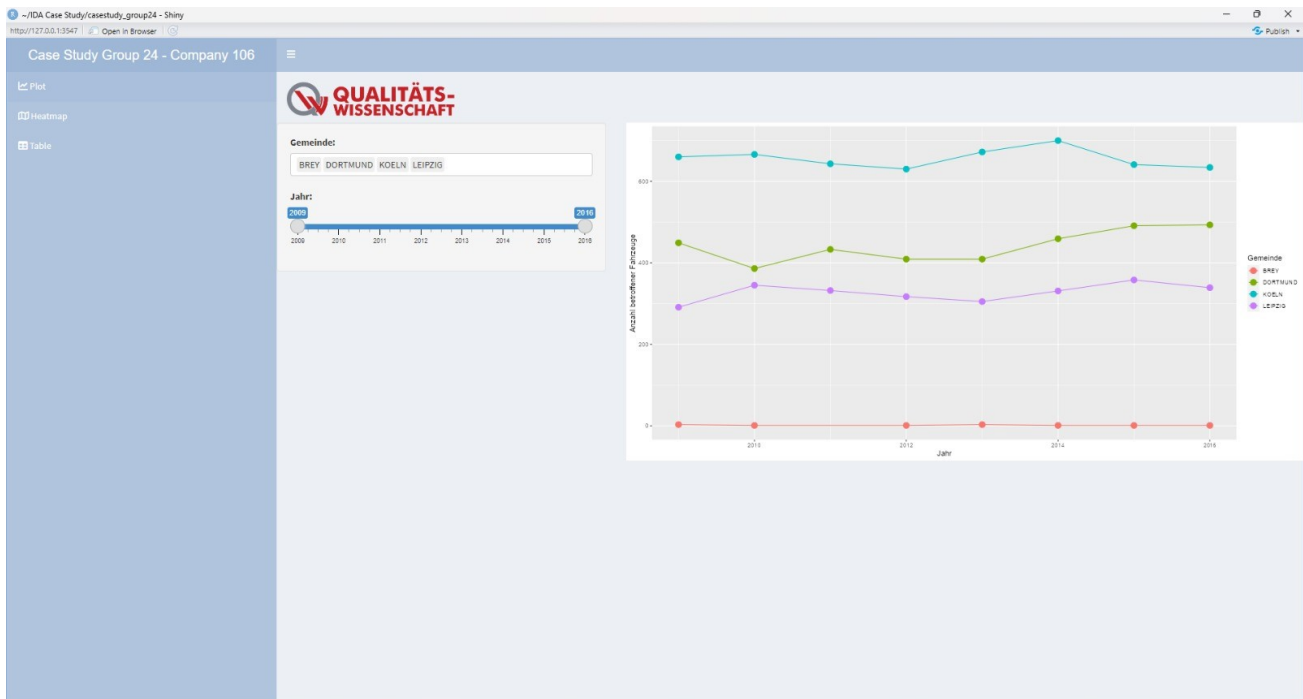 ~/IDA Case Study/casestudy_group24 - Shiny
http://127.0.0.1:3547 Open in Browser Publish
Case Study Group 24 - Company 106
Plot
Heatmap
Table
QUALITÄTS-
WISSENSCHAFT
Gemeinde:
BREY DORTMUND KOELN LEIPZIG
Jahr:
2009 2016
2009 2010 2011 2012 2013 2014 2015 2016
Anzahl betroffener Fahrzeuge
600
400
200
0
2010 2012 2014 2016
Jahr
Gemeinde
BREY
DORTMUND
KOELN
LEIPZIG